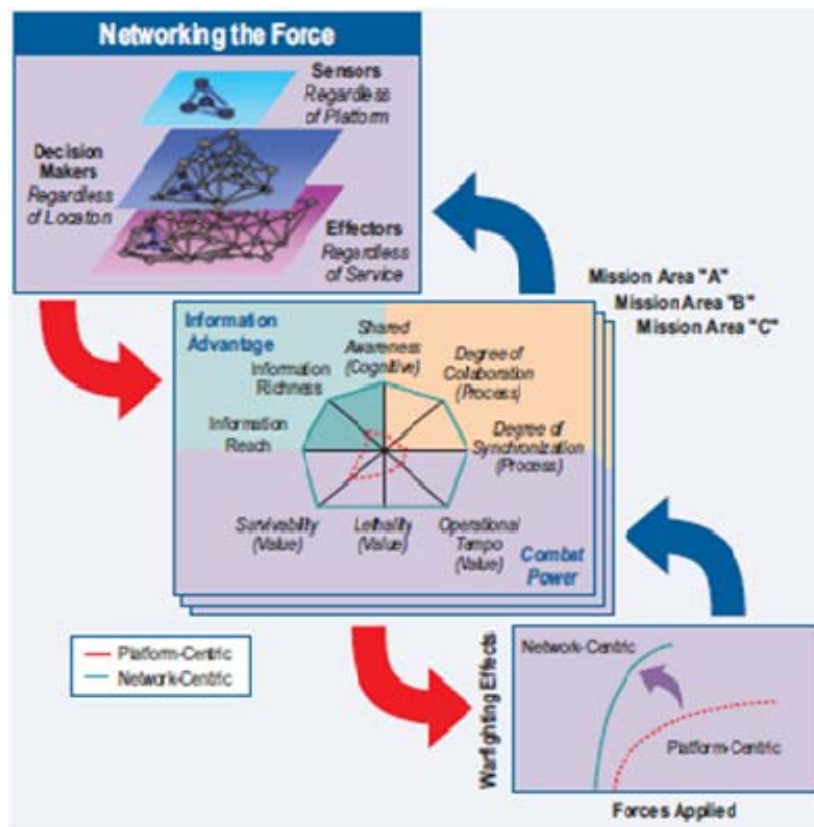 Networking the Force
Sensors
Regardless
of Platform
Decision
Makers
Regardless
of Location
Effectors
Regardless
of Service
Mission Area "A"
Mission Area "B"
Mission Area "C"
Information
Advantage
Shared
Awareness
(Cognitive)
Degree of
Collaboration
(Process)
Information
Richness
Information
Reach
Degree of
Synchronization
(Process)
Survivability
(Value)
Lethality
(Value)
Operational
Tempo
(Value)
Combat
Power
Platform-Centric
Network-Centric
Warfighting Effects
Network-Centric
Platform-Centric
Forces Applied